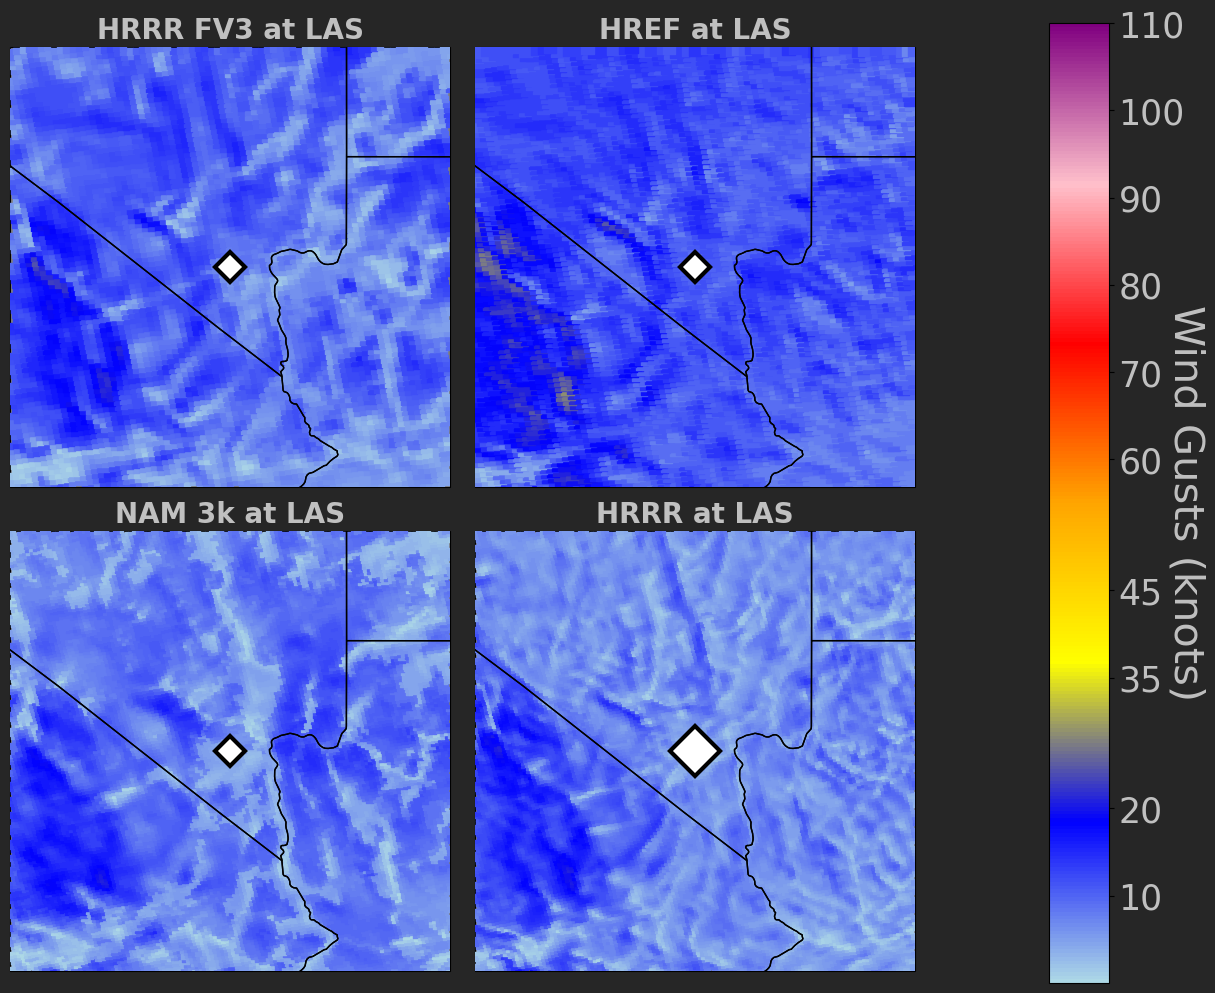 HRRR FV3 at LAS
HREF at LAS
NAM 3k at LAS
HRRR at LAS
110
100
90
80
70
60
45
35
20
10
Wind Gusts (knots)